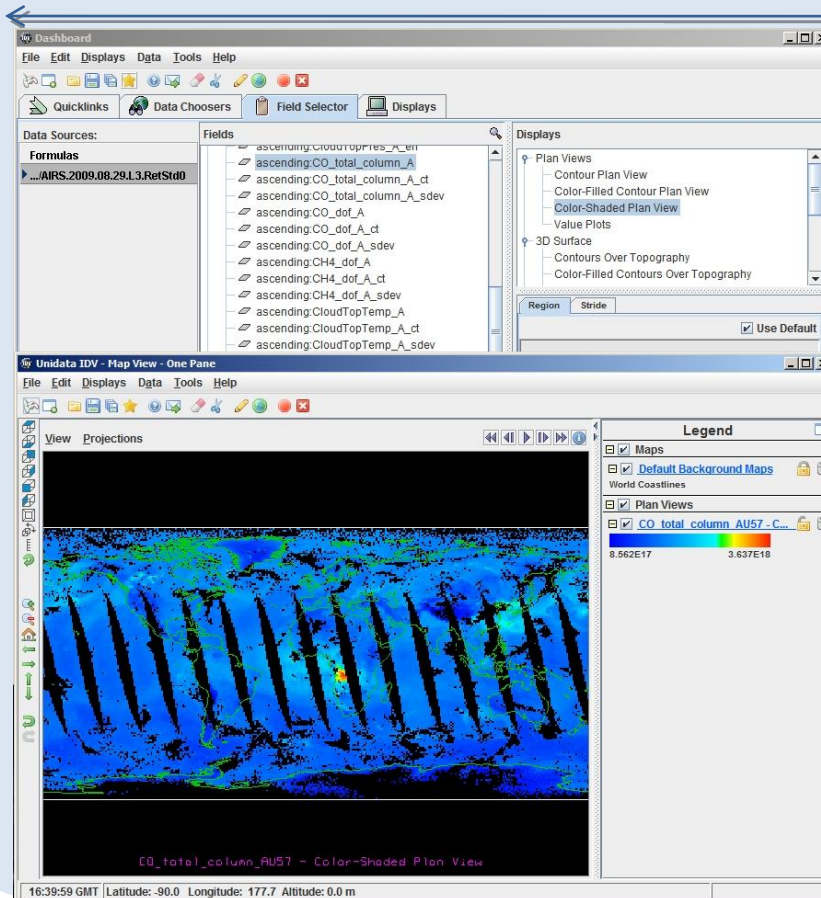 Dashboard
File Edit Displays Data Tools Help
Quicklinks Data Choosers Field Selector Displays
Data Sources:
Formulas
.../AIRS.2009.08.29.L3.RetStd0
Fields
ascending:CloudTopPres_A_err
ascending:CO_total_column_A
ascending:CO_total_column_A_ct
ascending:CO_total_column_A_sdev
ascending:CO_dof_A
ascending:CO_dof_A_ct
ascending:CO_dof_A_sdev
ascending:CH4_dof_A
ascending:CH4_dof_A_ct
ascending:CH4_dof_A_sdev
ascending:CloudTopTemp_A
ascending:CloudTopTemp_A_ct
ascending:CloudTopTemp_A_sdev
Displays
Plan Views
Contour Plan View
Color-Filled Contour Plan View
Color-Shaded Plan View
Value Plots
3D Surface
Contours Over Topography
Color-Filled Contours Over Topography
Region Stride
Use Default
Unidata IDV - Map View - One Pane
File Edit Displays Data Tools Help
View Projections
Legend
Maps
Default Background Maps
World Coastlines
Plan Views
CO_total_column_AU57 - C...
8.562E17 3.637E18
CO_total_column_AU57 - Color-Shaded Plan View
16:39:59 GMT Latitude: -90.0 Longitude: 177.7 Altitude: 0.0 m